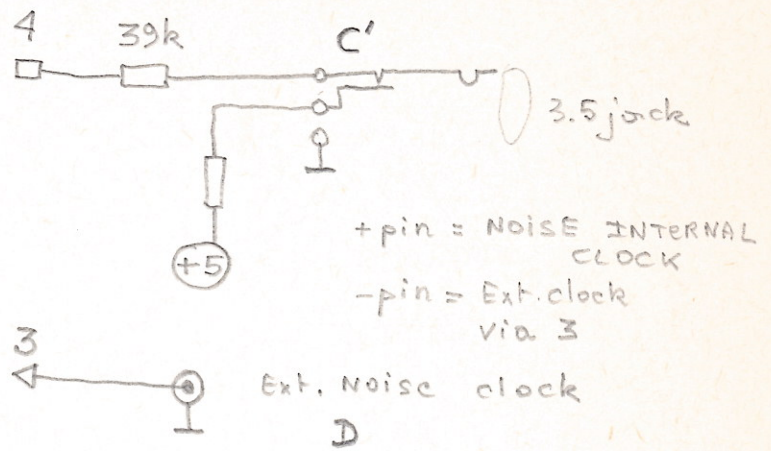 4
39k
C'
3.5 jack
+5
+pin = NOISE INTERNAL
CLOCK
-pin = Ext. clock
via 3
3
Ext. Noise clock
D